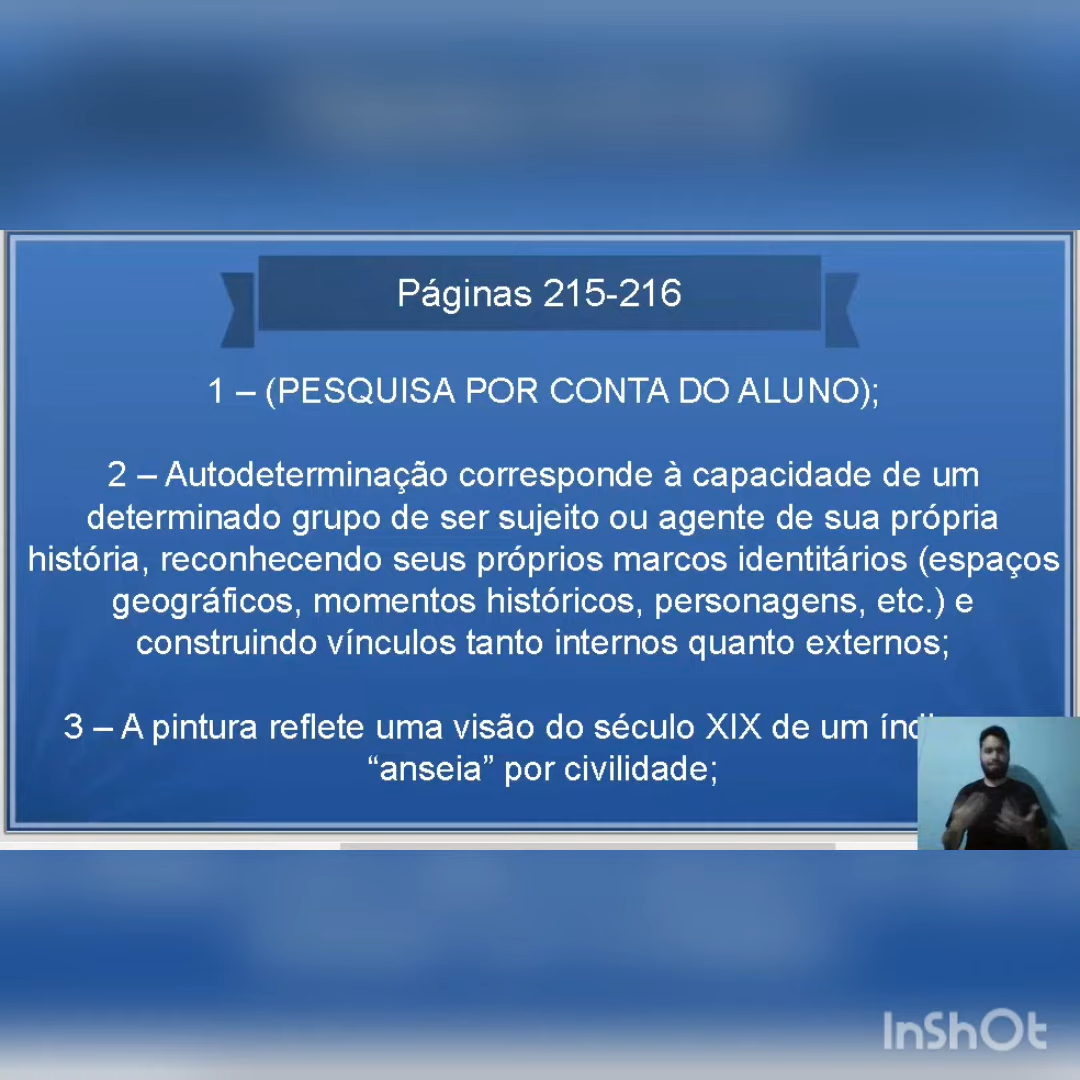 Páginas 215-216
1 – (PESQUISA POR CONTA DO ALUNO);
2 – Autodeterminação corresponde à capacidade de um
determinado grupo de ser sujeito ou agente de sua própria
história, reconhecendo seus próprios marcos identitários (espaços
geográficos, momentos históricos, personagens, etc.) e
construindo vínculos tanto internos quanto externos;
3 – A pintura reflete uma visão do século XIX de um
“anseia” por civilidade;
InShOt